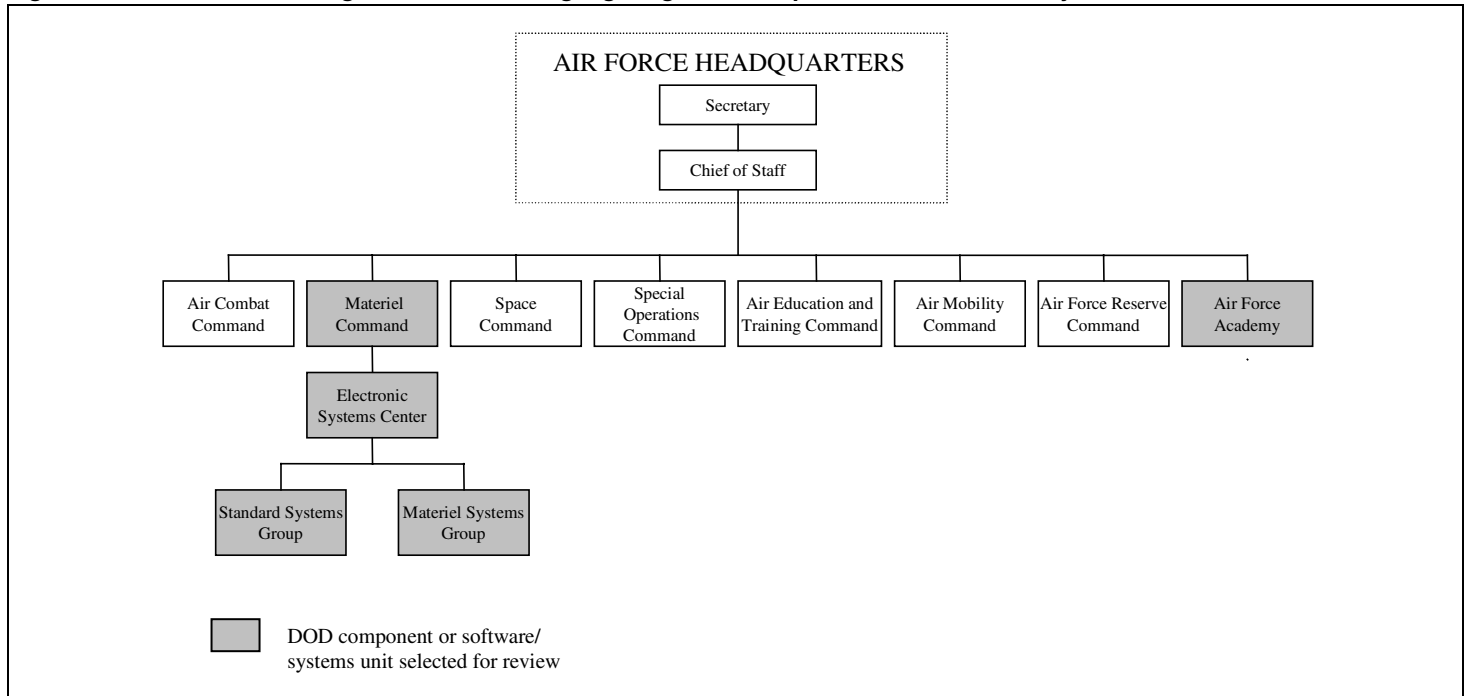 AIR FORCE HEADQUARTERS
Secretary
Chief of Staff
Air Combat
Command
Materiel
Command
Space
Command
Special
Operations
Command
Air Education and
Training Command
Air Mobility
Command
Air Force Reserve
Command
Air Force
Academy
.
Electronic
Systems Center
Standard Systems
Group
Materiel Systems
Group
DOD component or software/
systems unit selected for review